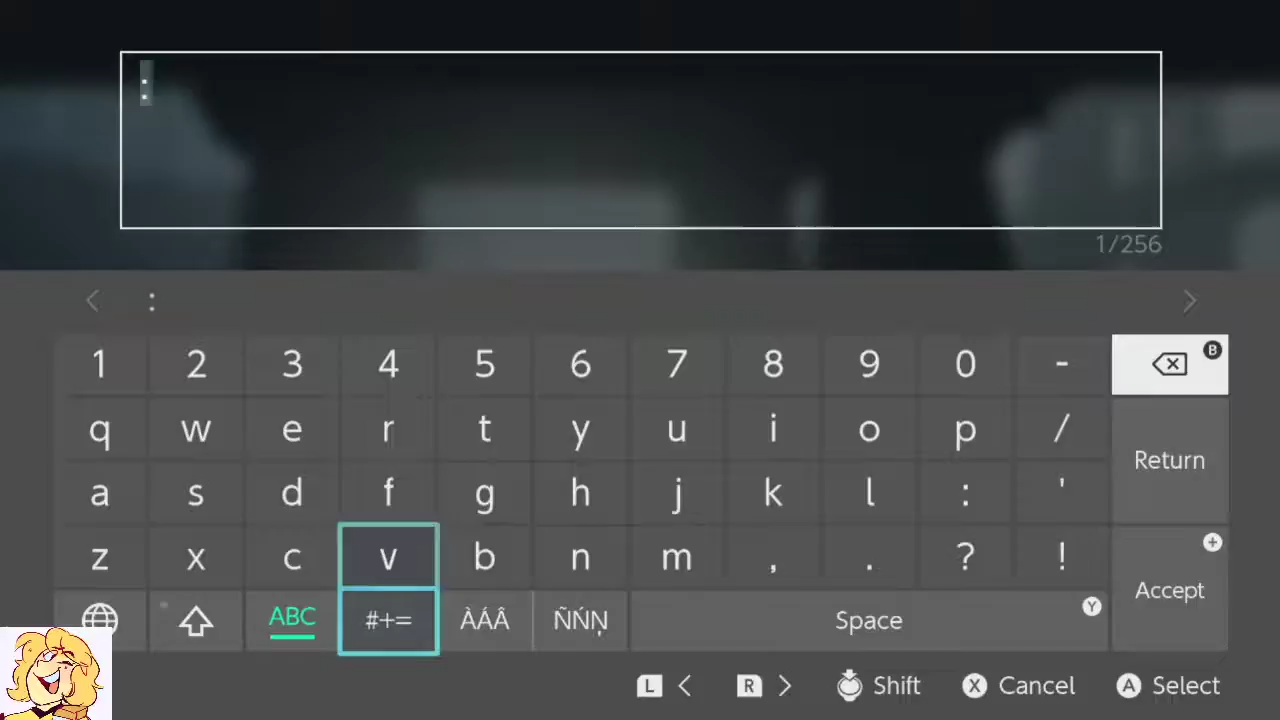 :
1/256
:
1 2 3 4 5 6 7 8 9 0 - B
q w e r t y u i o p /
Return
a s d f g h j k l : '
z x c v b n m , . ? ! +
Accept
ABC #+= ÀÁÂ ÑŃŅ Space Y
L < R > Shift X Cancel A Select